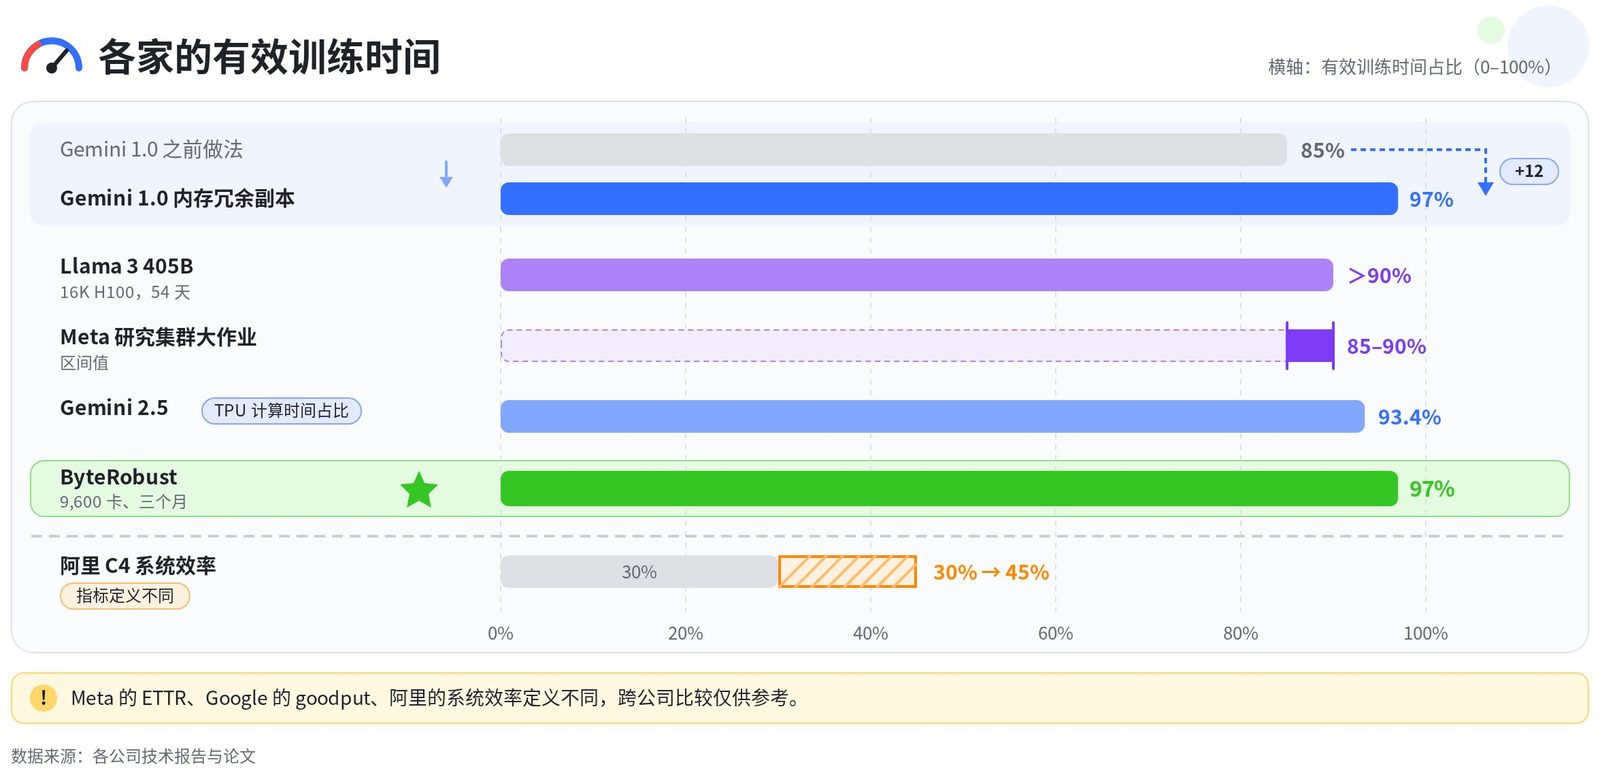 各家的有效训练时间
横轴：有效训练时间占比（0–100%）
Gemini 1.0 之前做法
85%
+12
Gemini 1.0 内存冗余副本
97%
Llama 3 405B
16K H100，54 天
>90%
Meta 研究集群大作业
区间值
85–90%
Gemini 2.5
TPU 计算时间占比
93.4%
ByteRobust
9,600 卡、三个月
97%
阿里 C4 系统效率
指标定义不同
30%
30%→45%
0%
20%
40%
60%
80%
100%
! Meta 的 ETTR、Google 的 goodput、阿里的系统效率定义不同，跨公司比较仅供参考。
数据来源：各公司技术报告与论文